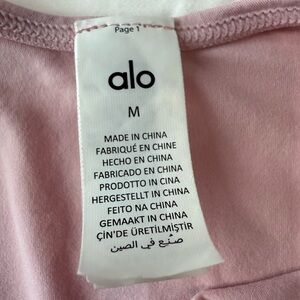 Page 1
alo
M
MADE IN CHINA
FABRIQUÉ EN CHINE
HECHO EN CHINA
FABRICADO EN CHINA
PRODOTTO IN CINA
HERGESTELLT IN CHINA
FEITO NA CHINA
GEMAAKT IN CHINA
ÇİN'DE ÜRETİLMİŞTİR
صنع في الصين